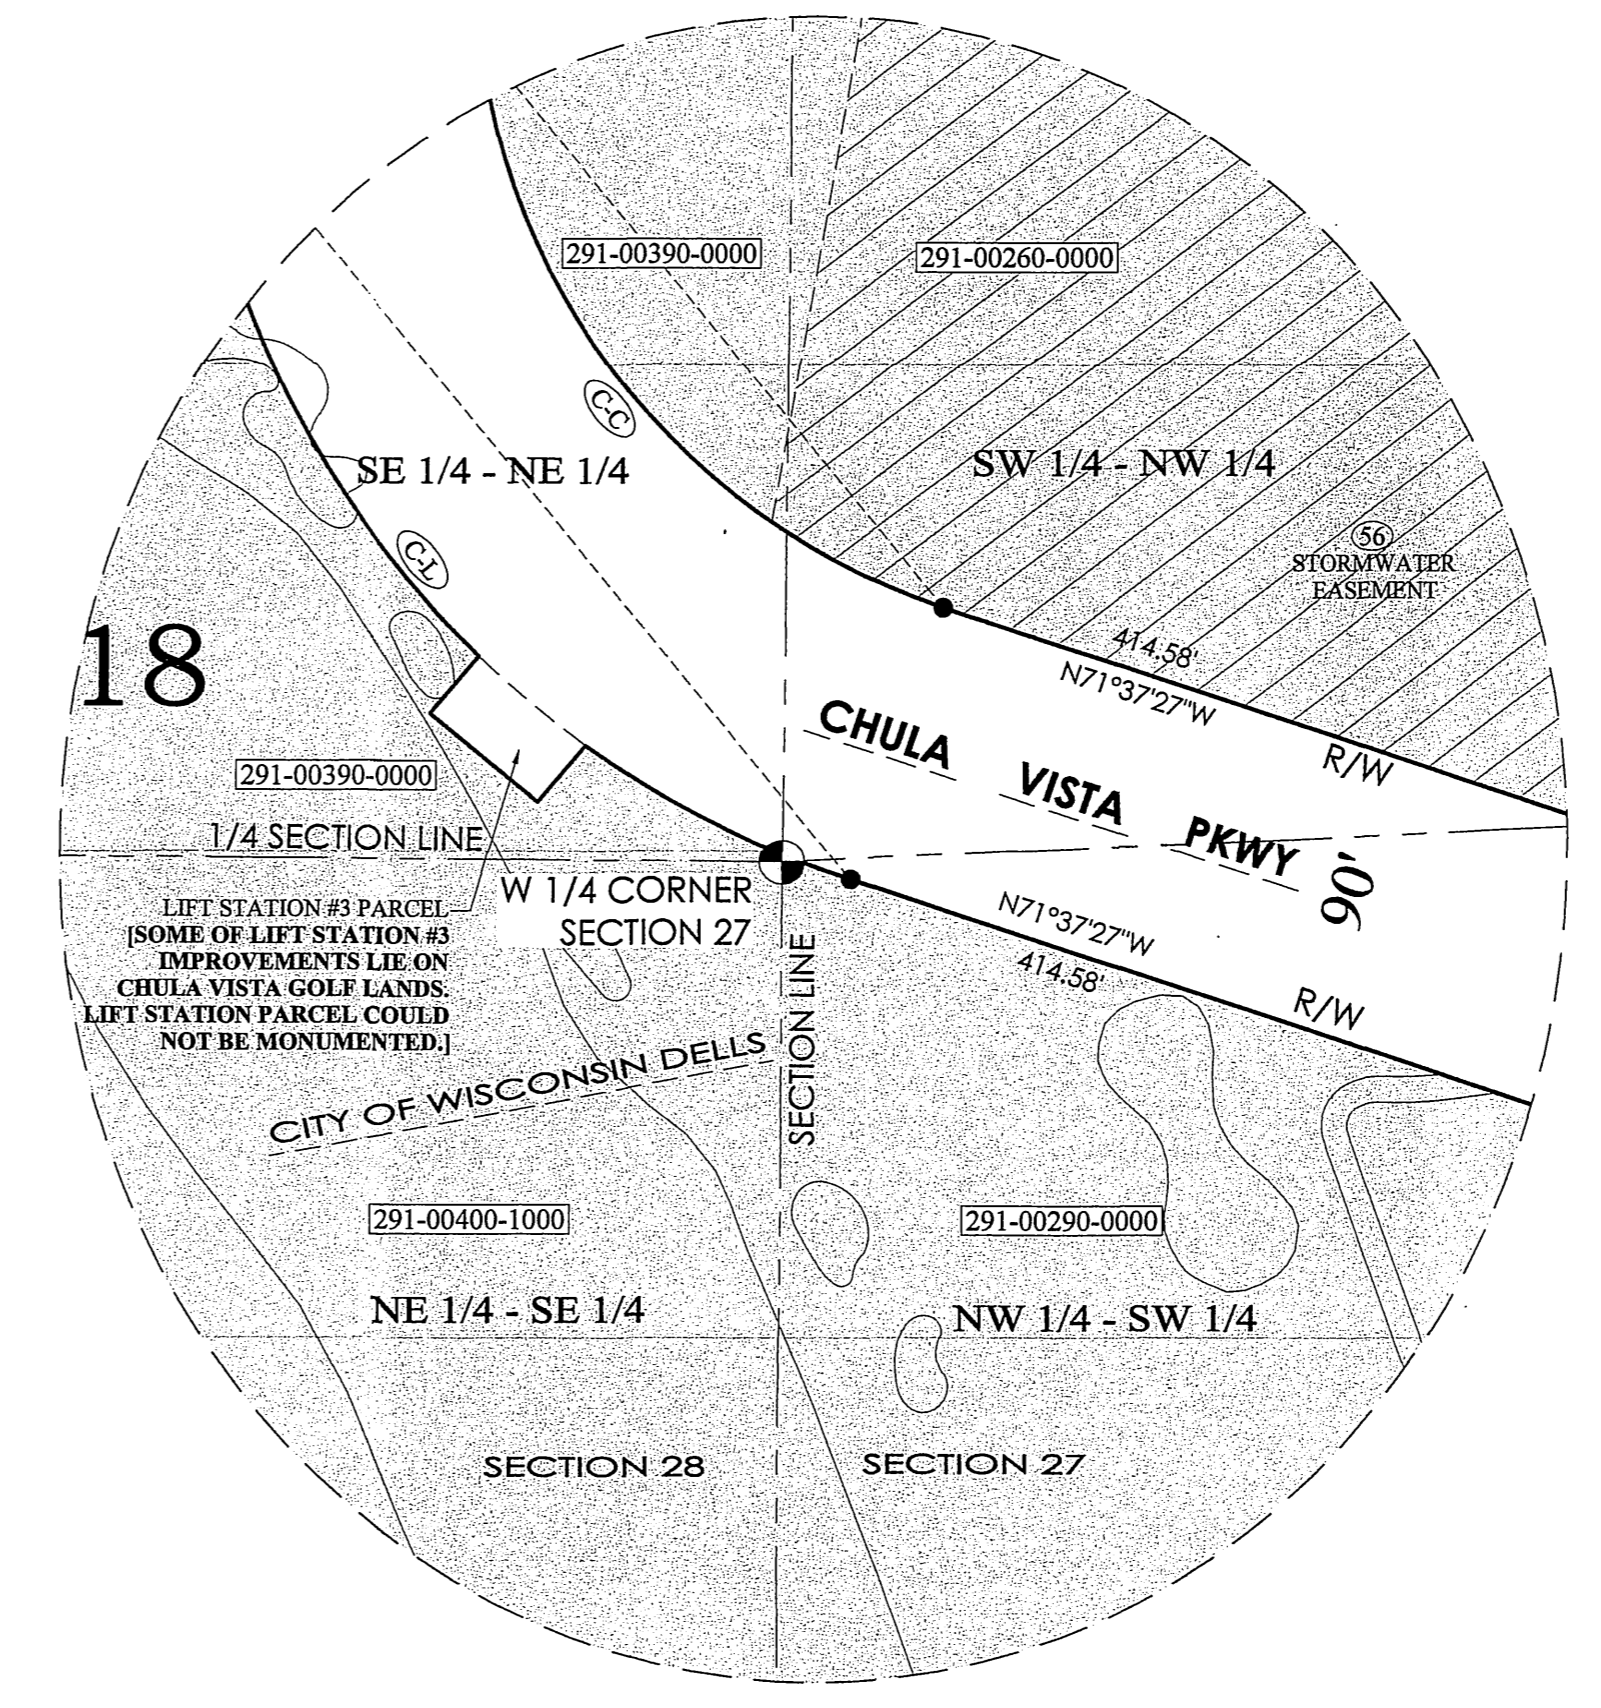 291-00390-0000
291-00260-0000
C-C
SE 1/4 - NE 1/4
SW 1/4 - NW 1/4
56
STORMWATER
EASEMENT
C-L
18
414.58'
N71°37'27"W
R/W
CHULA VISTA PKWY
90'
291-00390-0000
1/4 SECTION LINE
W 1/4 CORNER
SECTION 27
N71°37'27"W
414.58'
R/W
LIFT STATION #3 PARCEL
[SOME OF LIFT STATION #3
IMPROVEMENTS LIE ON
CHULA VISTA GOLF LANDS.
LIFT STATION PARCEL COULD
NOT BE MONUMENTED.]
SECTION LINE
CITY OF WISCONSIN DELLS
291-00400-1000
291-00290-0000
NE 1/4 - SE 1/4
NW 1/4 - SW 1/4
SECTION 28
SECTION 27